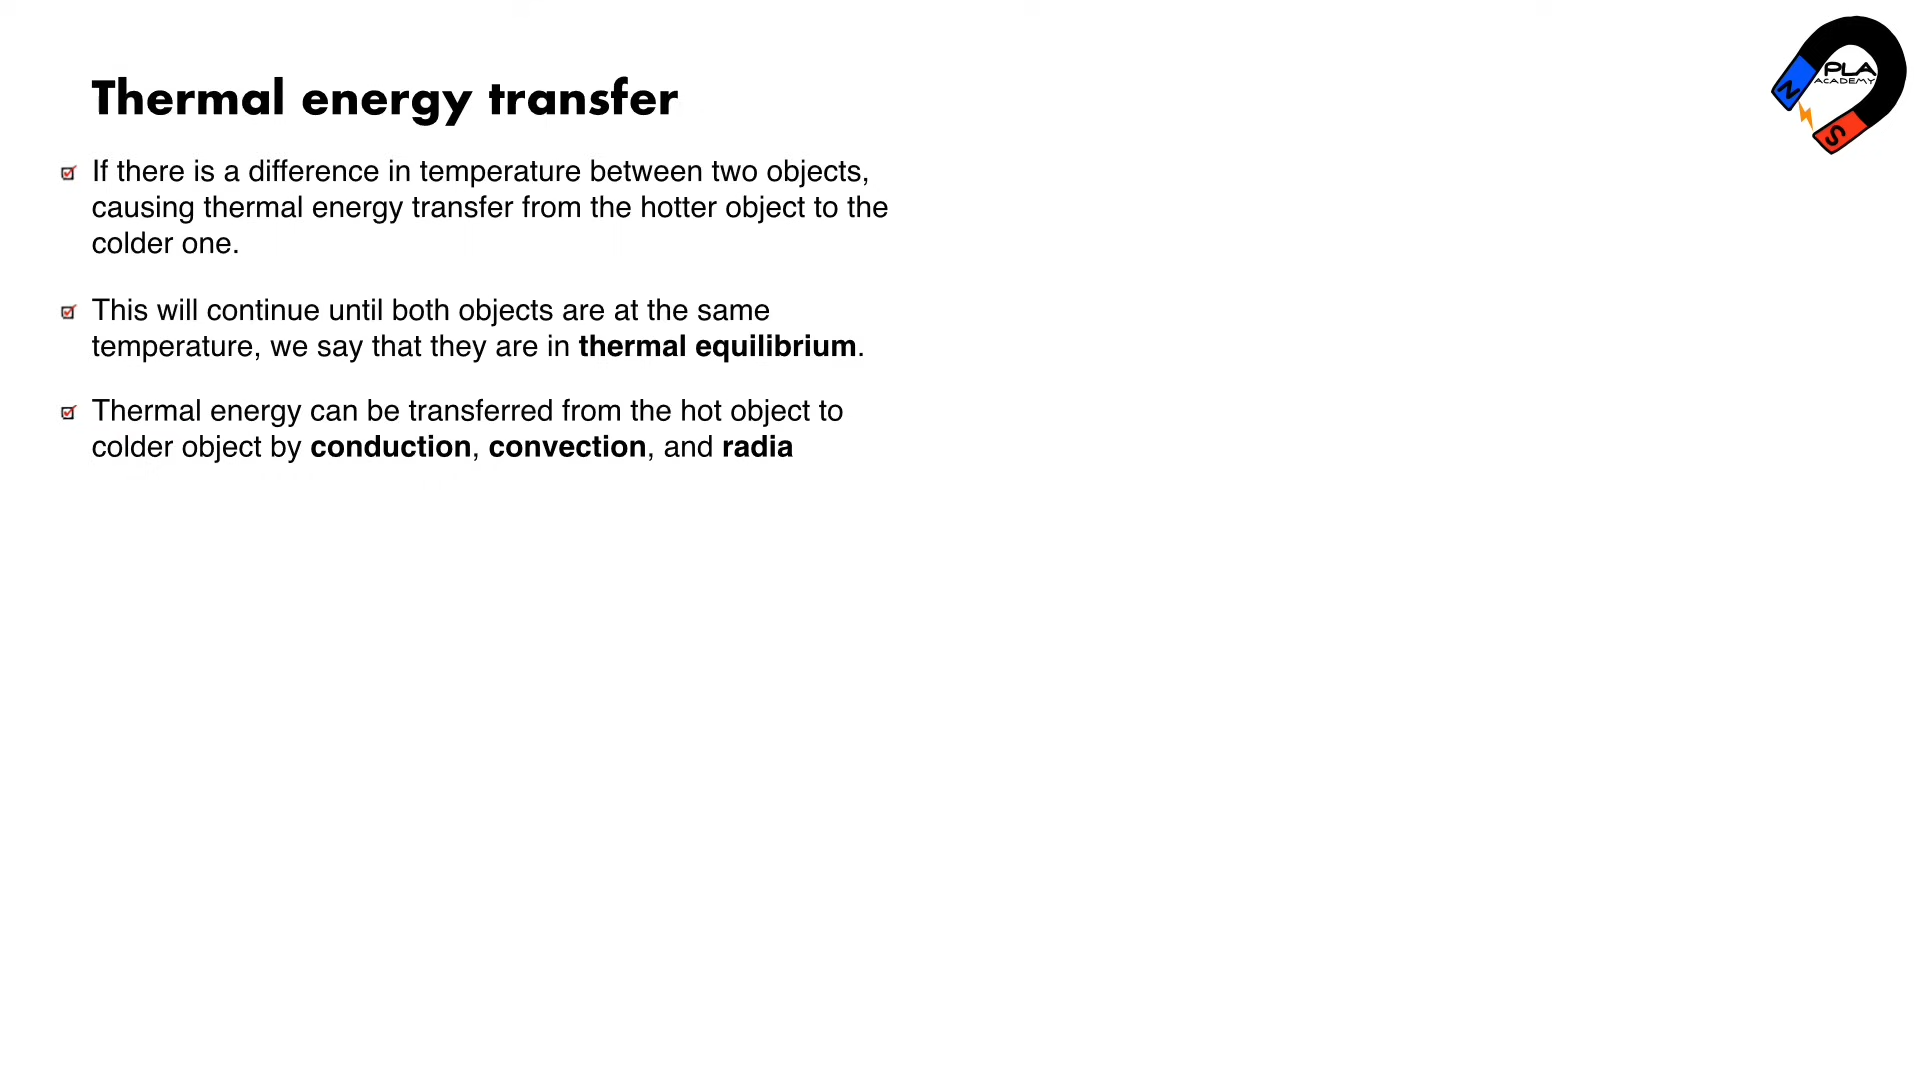 Thermal energy transfer
If there is a difference in temperature between two objects,
causing thermal energy transfer from the hotter object to the
colder one.
This will continue until both objects are at the same
temperature, we say that they are in thermal equilibrium.
Thermal energy can be transferred from the hot object to
colder object by conduction, convection, and radia
PLA
ACADEMY
N
S